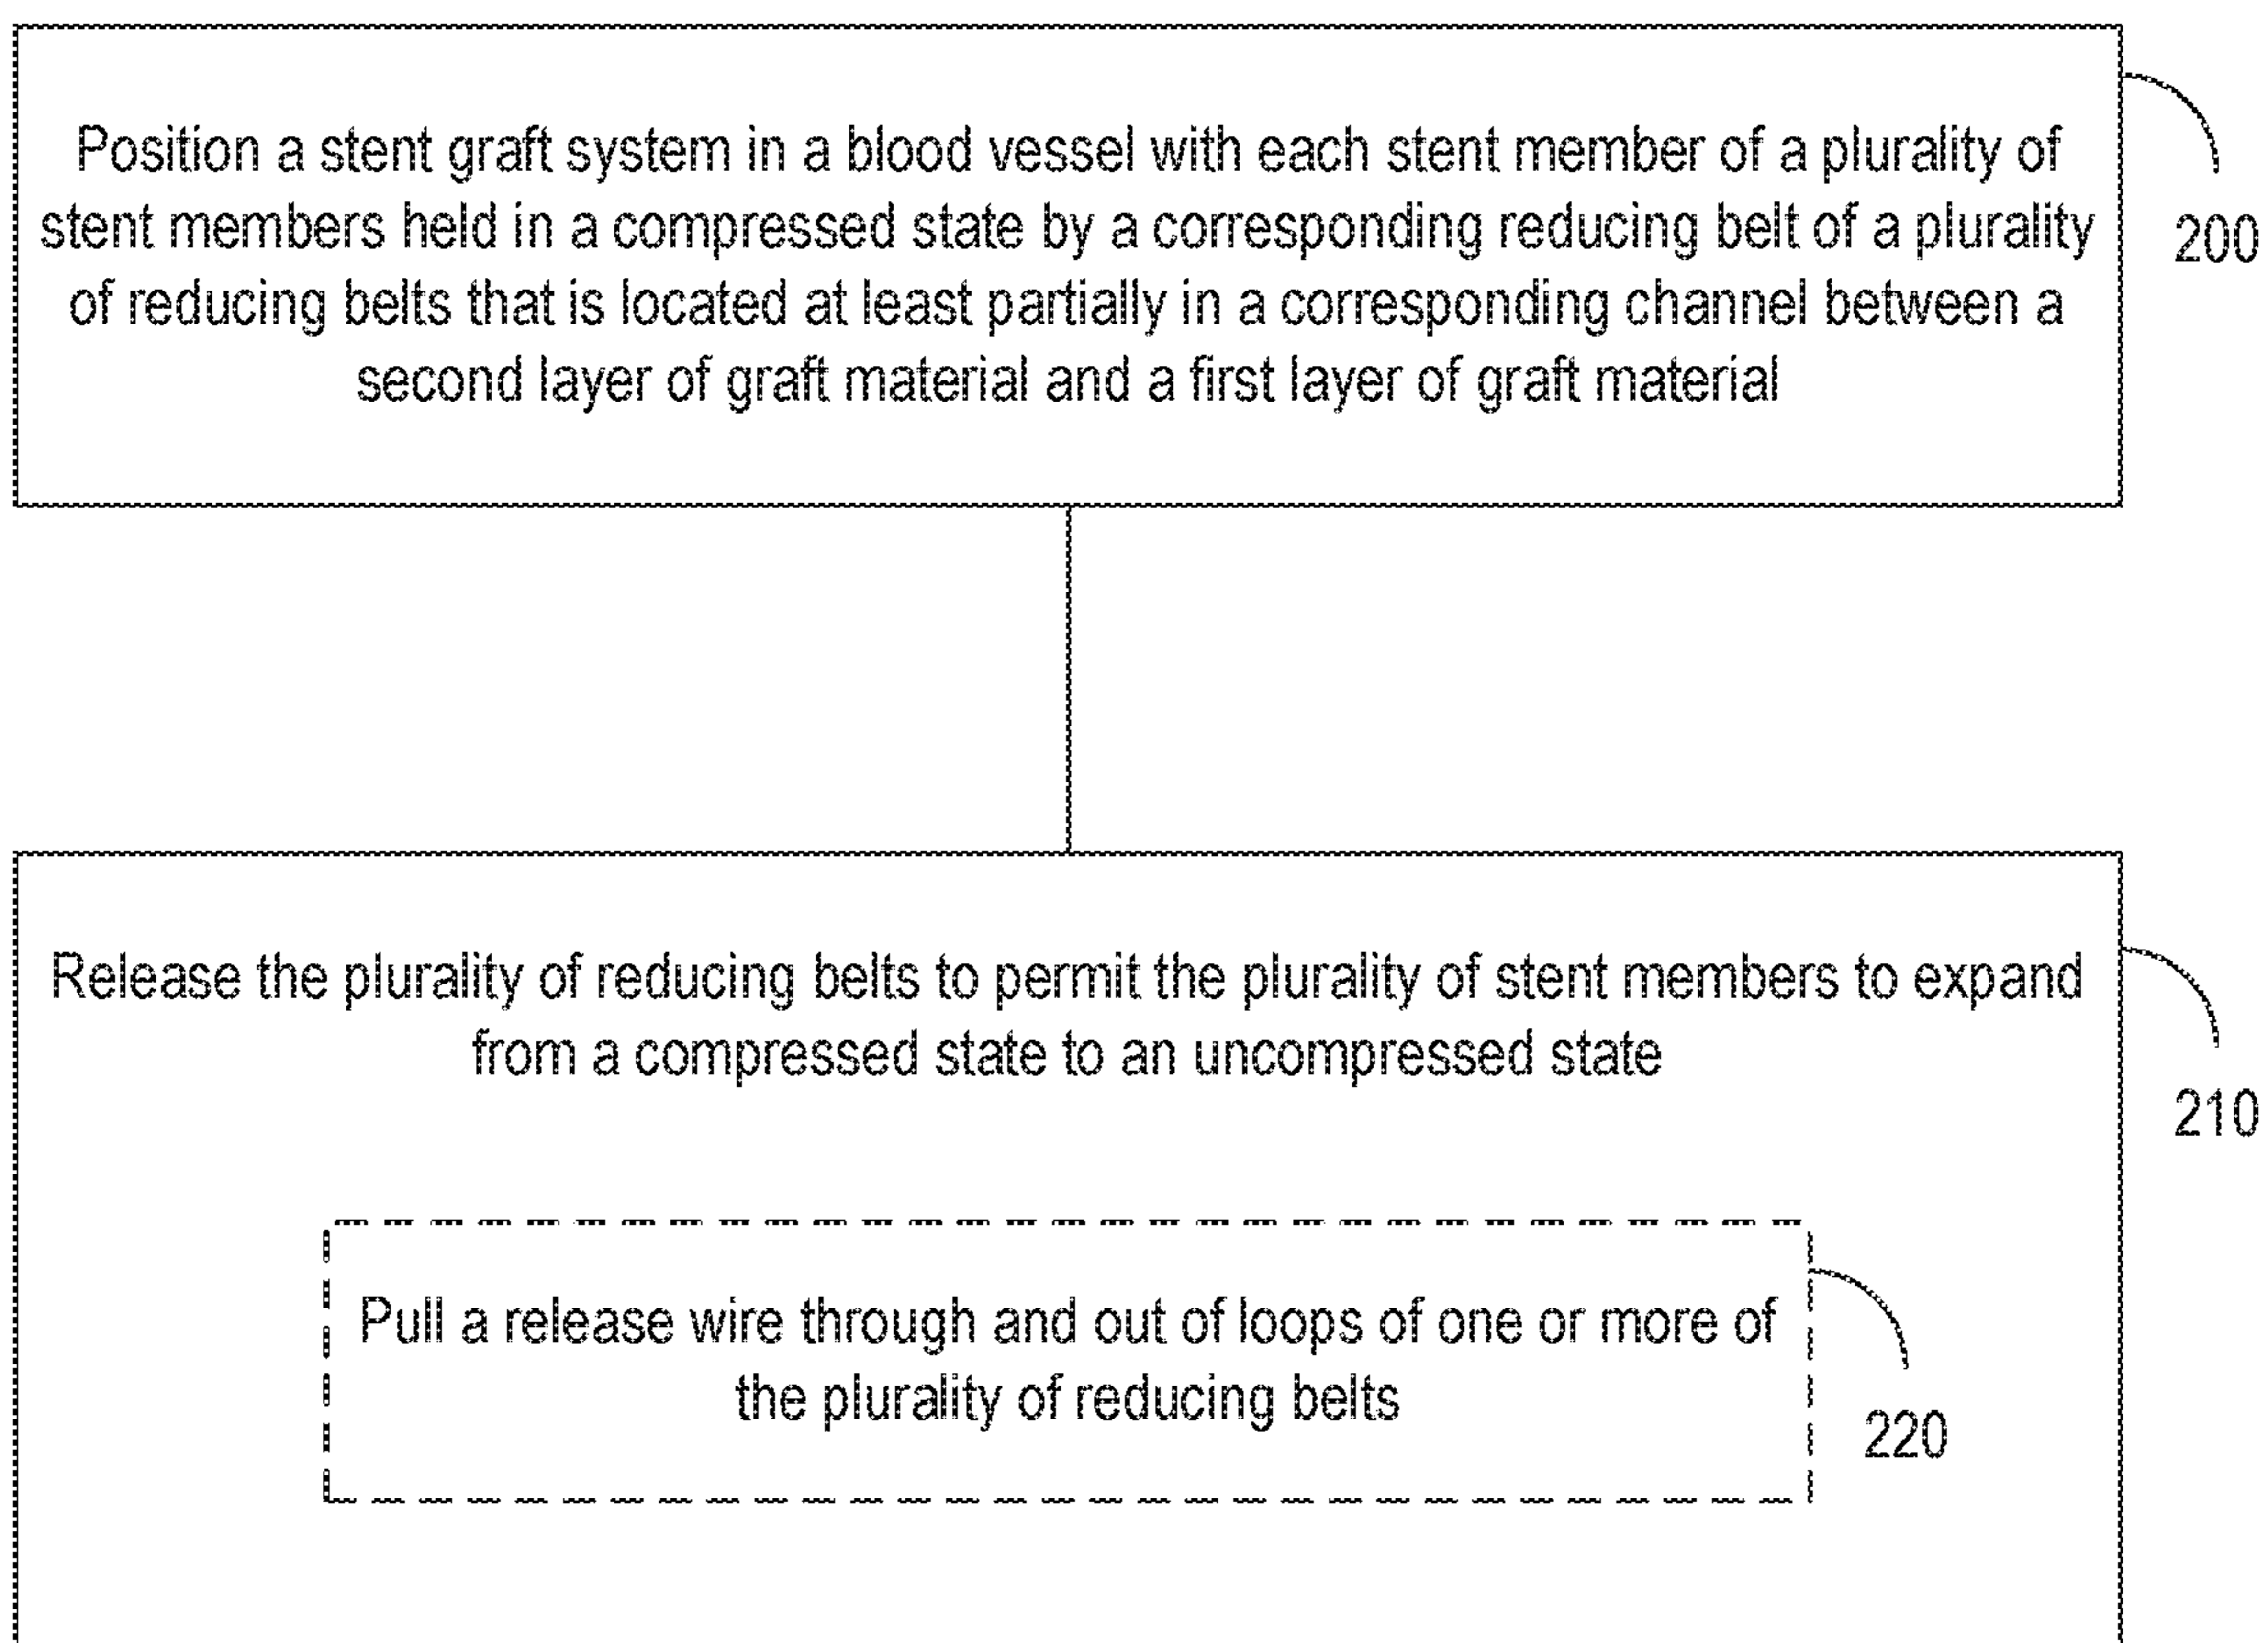 Position a stent graft system in a blood vessel with each stent member of a plurality of
stent members held in a compressed state by a corresponding reducing belt of a plurality
of reducing belts that is located at least partially in a corresponding channel between a
second layer of graft material and a first layer of graft material
200
Release the plurality of reducing belts to permit the plurality of stent members to expand
from a compressed state to an uncompressed state
210
Pull a release wire through and out of loops of one or more of
the plurality of reducing belts
220